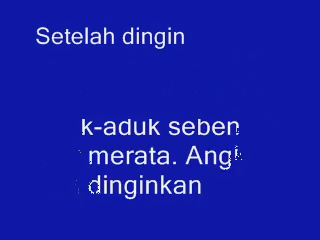 Setelah dingin
k-aduk seben
merata. Ang
dinginkan